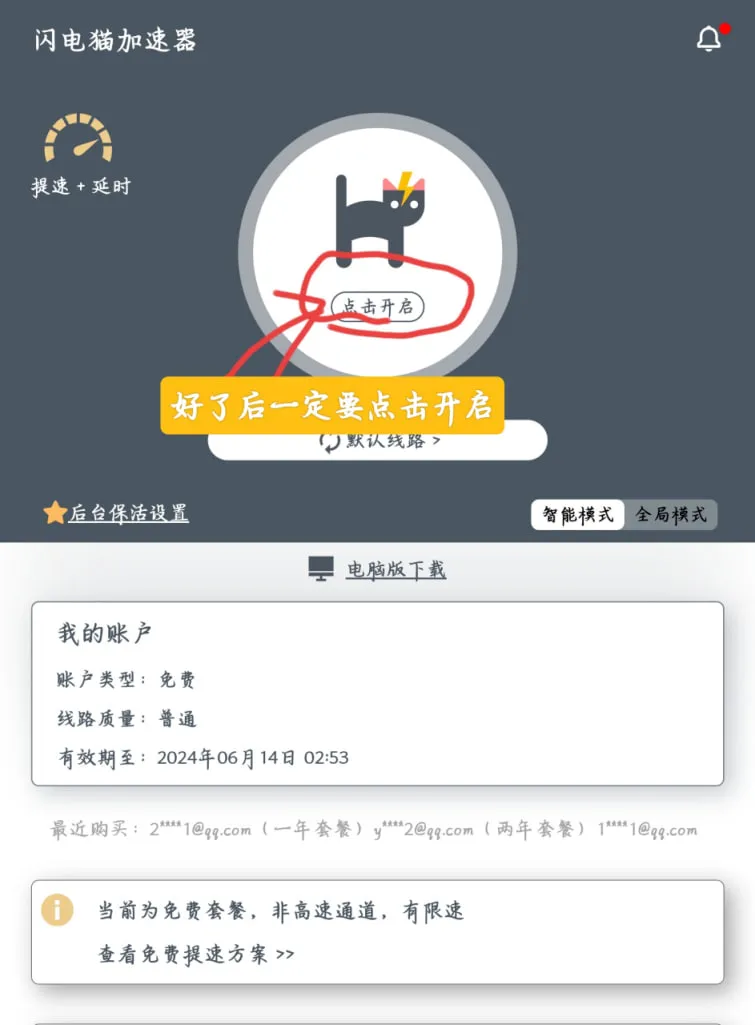 闪电猫加速器
提速 + 延时
点击开启
好了后一定要点击开启
默认线路 >
后台保活设置
智能模式 全局模式
电脑版下载
我的账户
账户类型：免费
线路质量：普通
有效期至：2024年06月14日 02:53
最近购买：2****1@qq.com（一年套餐）y****2@qq.com（两年套餐）1****1@qq.com
当前为免费套餐，非高速通道，有限速
查看免费提速方案 >>